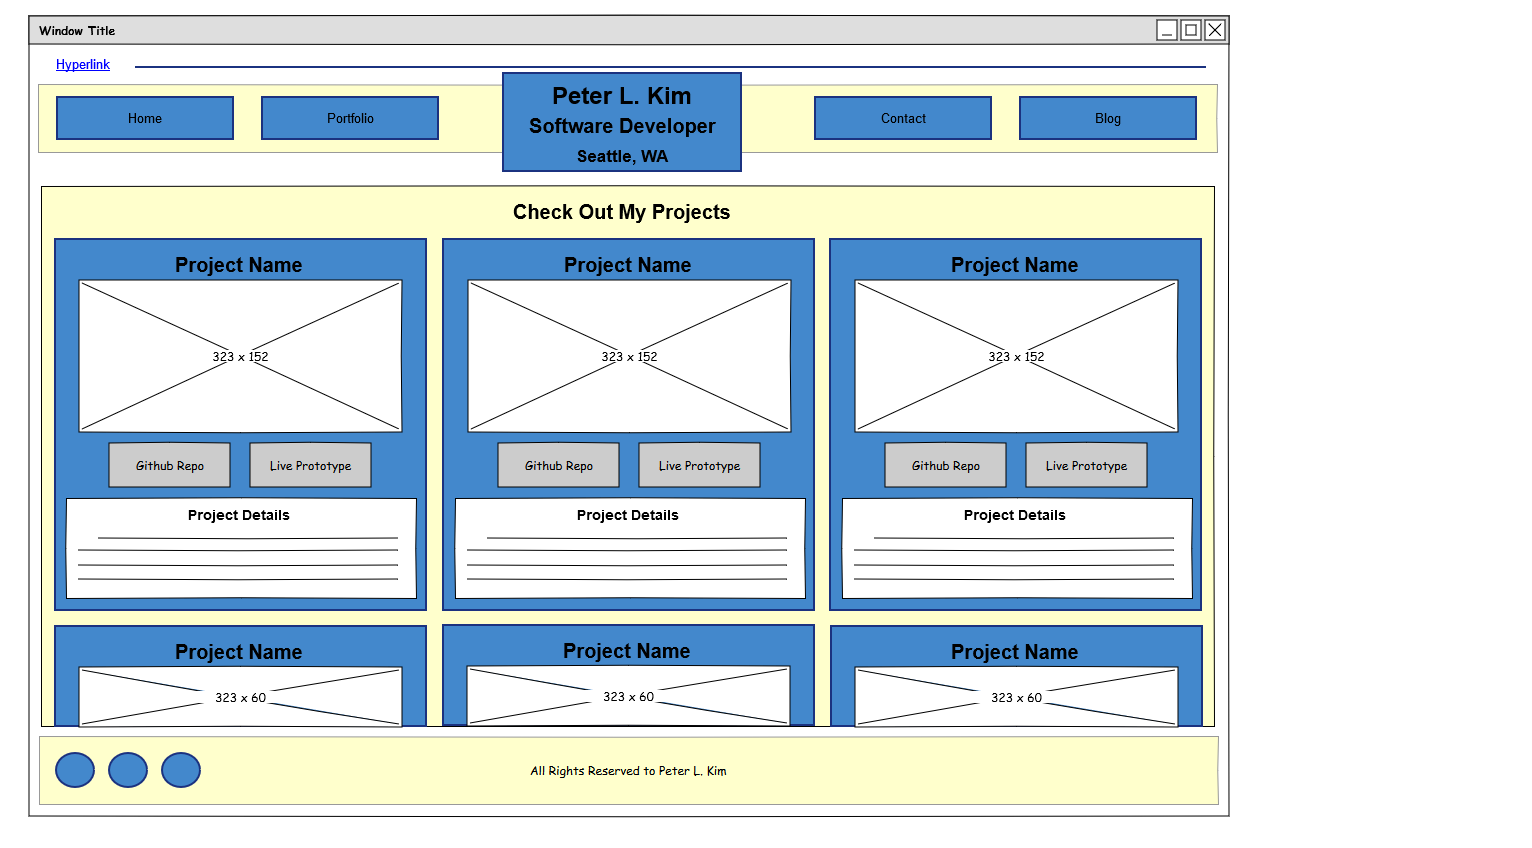 Window Title
Hyperlink
Home
Portfolio
Peter L. Kim
Software Developer
Seattle, WA
Contact
Blog
Check Out My Projects
Project Name
Project Name
Project Name
323 x 152
323 x 152
323 x 152
Github Repo
Live Prototype
Github Repo
Live Prototype
Github Repo
Live Prototype
Project Details
Project Details
Project Details
Project Name
Project Name
Project Name
323 x 60
323 x 60
323 x 60
All Rights Reserved to Peter L. Kim